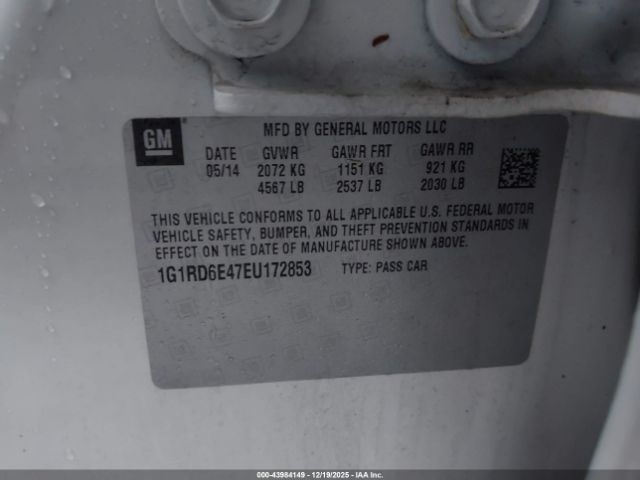 GM
MFD BY GENERAL MOTORS LLC
DATE GVWR GAWR FRT GAWR RR
05/14 2072 KG 1151 KG 921 KG
4567 LB 2537 LB 2030 LB
THIS VEHICLE CONFORMS TO ALL APPLICABLE U.S. FEDERAL MOTOR
VEHICLE SAFETY, BUMPER, AND THEFT PREVENTION STANDARDS IN
EFFECT ON THE DATE OF MANUFACTURE SHOWN ABOVE.
1G1RD6E47EU172853 TYPE: PASS CAR
000-43984149 - 12/19/2025 - IAA Inc.